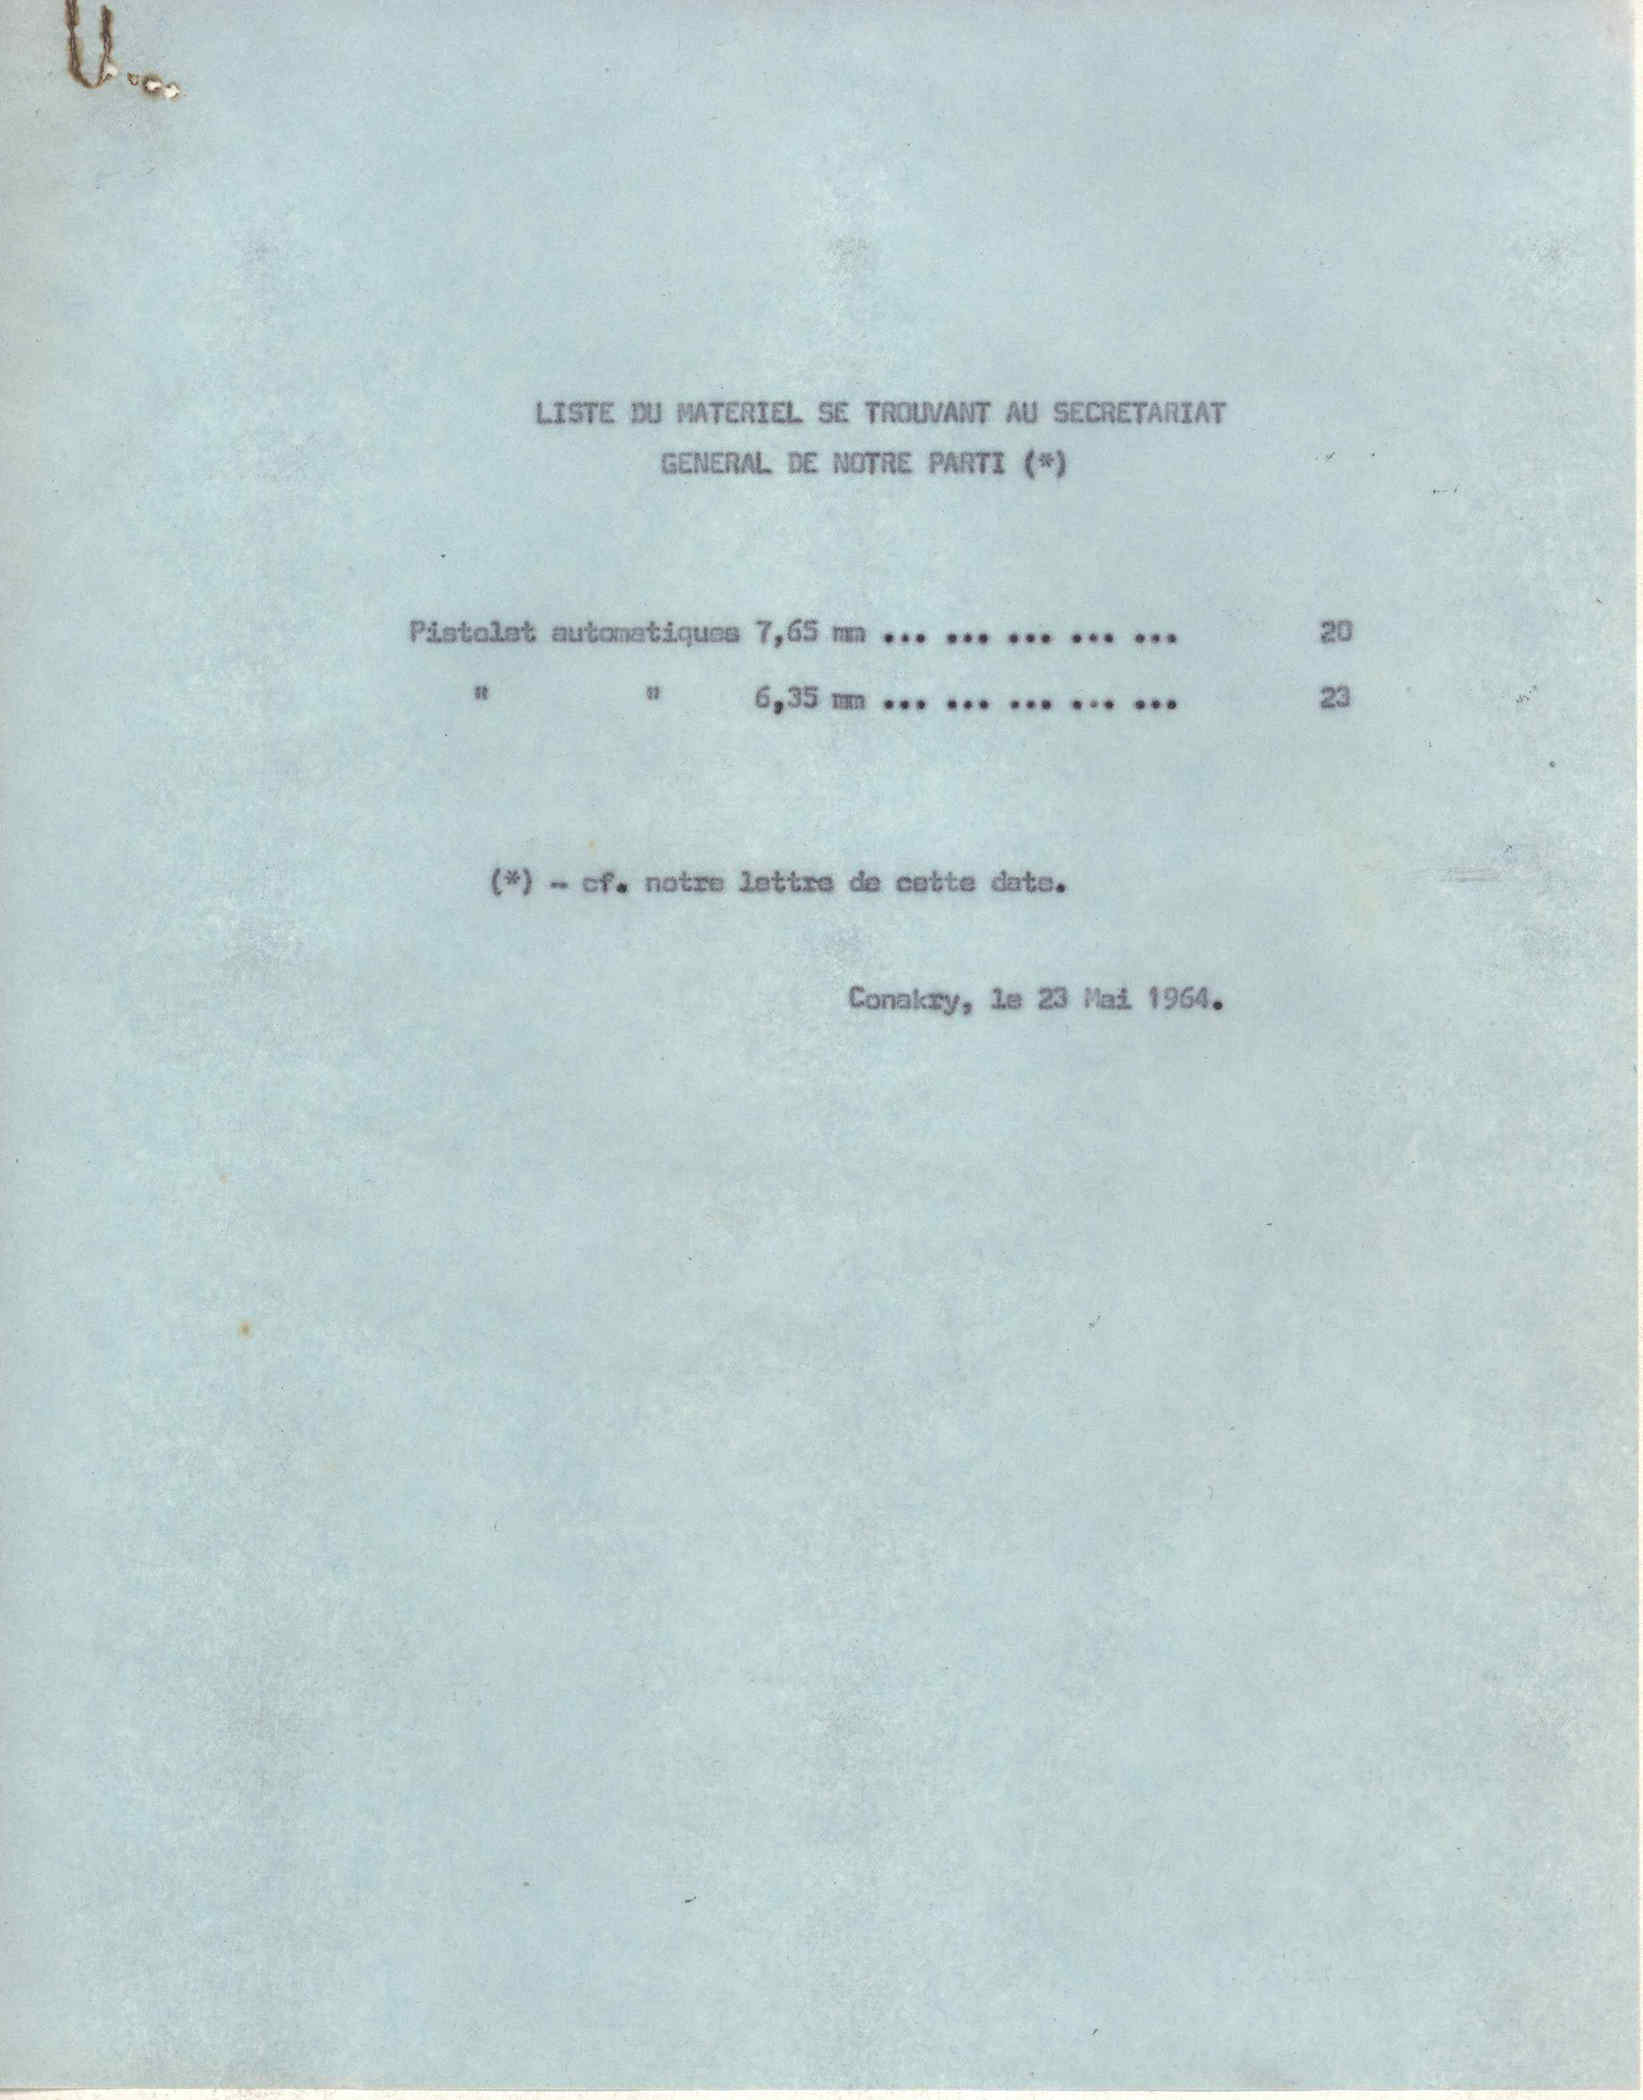 LISTE DU MATERIEL SE TROUVANT AU SECRETARIAT
GENERAL DE NOTRE PARTI (*)
Pistolet automatiques 7,65 mm ... ... ... ... ... 20
" " 6,35 mm ... ... ... ... ... 23
(*) - cf. notre lettre de cette date.
Conakry, le 23 Mai 1964.